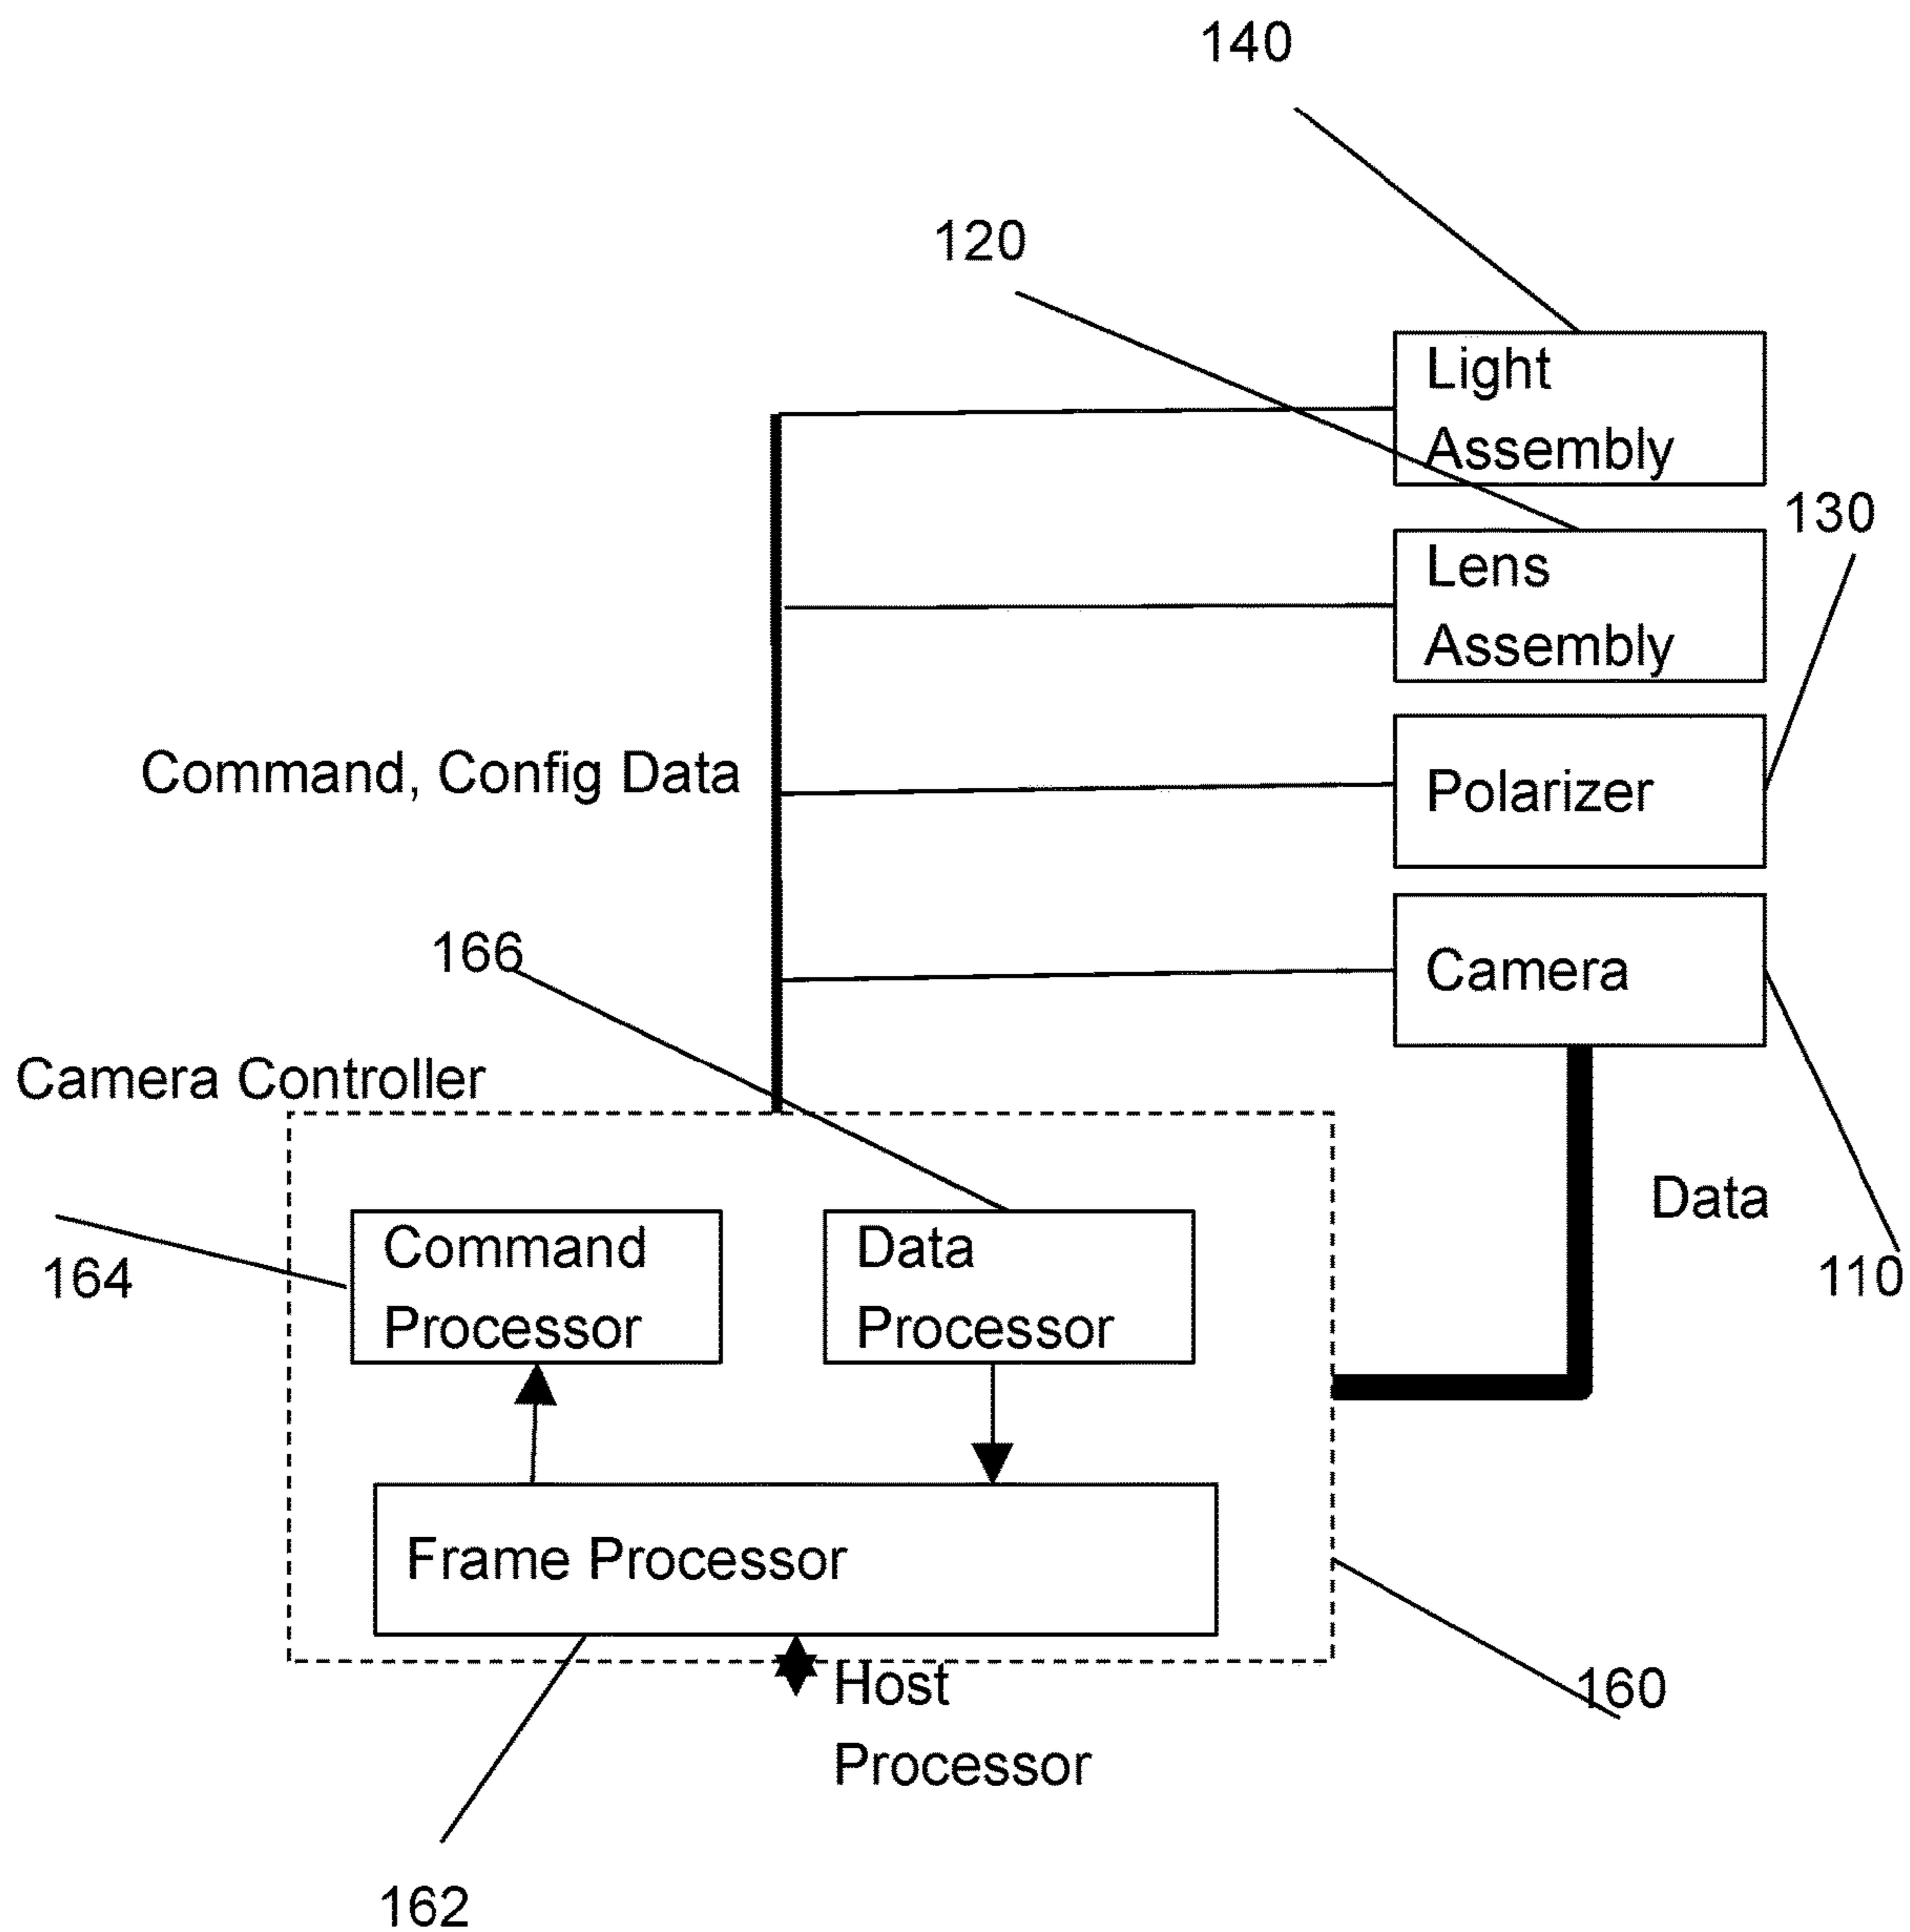 140
120
Light
Assembly
130
Lens
Assembly
Command, Config Data
Polarizer
166
Camera
Camera Controller
Data
164
Command
Processor
Data
Processor
110
Frame Processor
160
Host
Processor
162